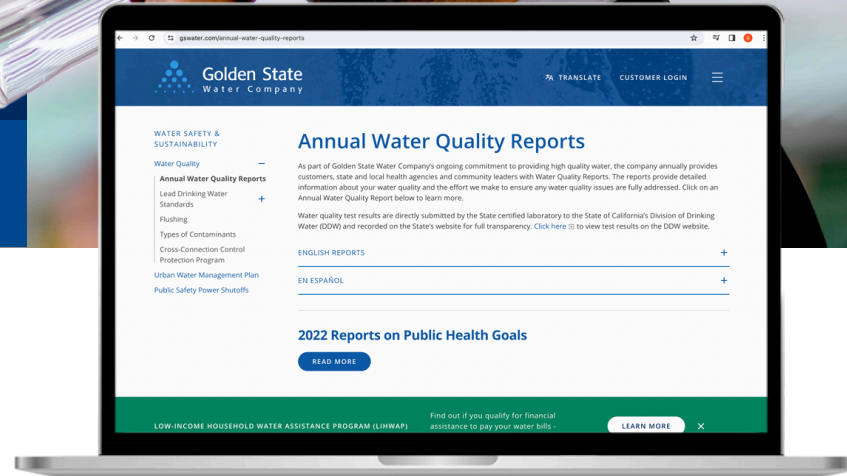 gswater.com/annual-water-quality-reports
Golden State
Water Company
TRANSLATE
CUSTOMER LOGIN
WATER SAFETY &
SUSTAINABILITY
Water Quality
Annual Water Quality Reports
Lead Drinking Water
Standards
Flushing
Types of Contaminants
Cross-Connection Control
Protection Program
Urban Water Management Plan
Public Safety Power Shutoffs
Annual Water Quality Reports
As part of Golden State Water Company's ongoing commitment to providing high quality water, the company annually provides
customers, state and local health agencies and community leaders with Water Quality Reports. The reports provide detailed
information about your water quality and the effort we make to ensure any water quality issues are fully addressed. Click on an
Annual Water Quality Report below to learn more.
Water quality test results are directly submitted by the State certified laboratory to the State of California's Division of Drinking
Water (DDW) and recorded on the State's website for full transparency. Click here to view test results on the DDW website.
ENGLISH REPORTS
EN ESPAÑOL
2022 Reports on Public Health Goals
READ MORE
LOW-INCOME HOUSEHOLD WATER ASSISTANCE PROGRAM (LIHWAP)
Find out if you qualify for financial
assistance to pay your water bills -
LEARN MORE